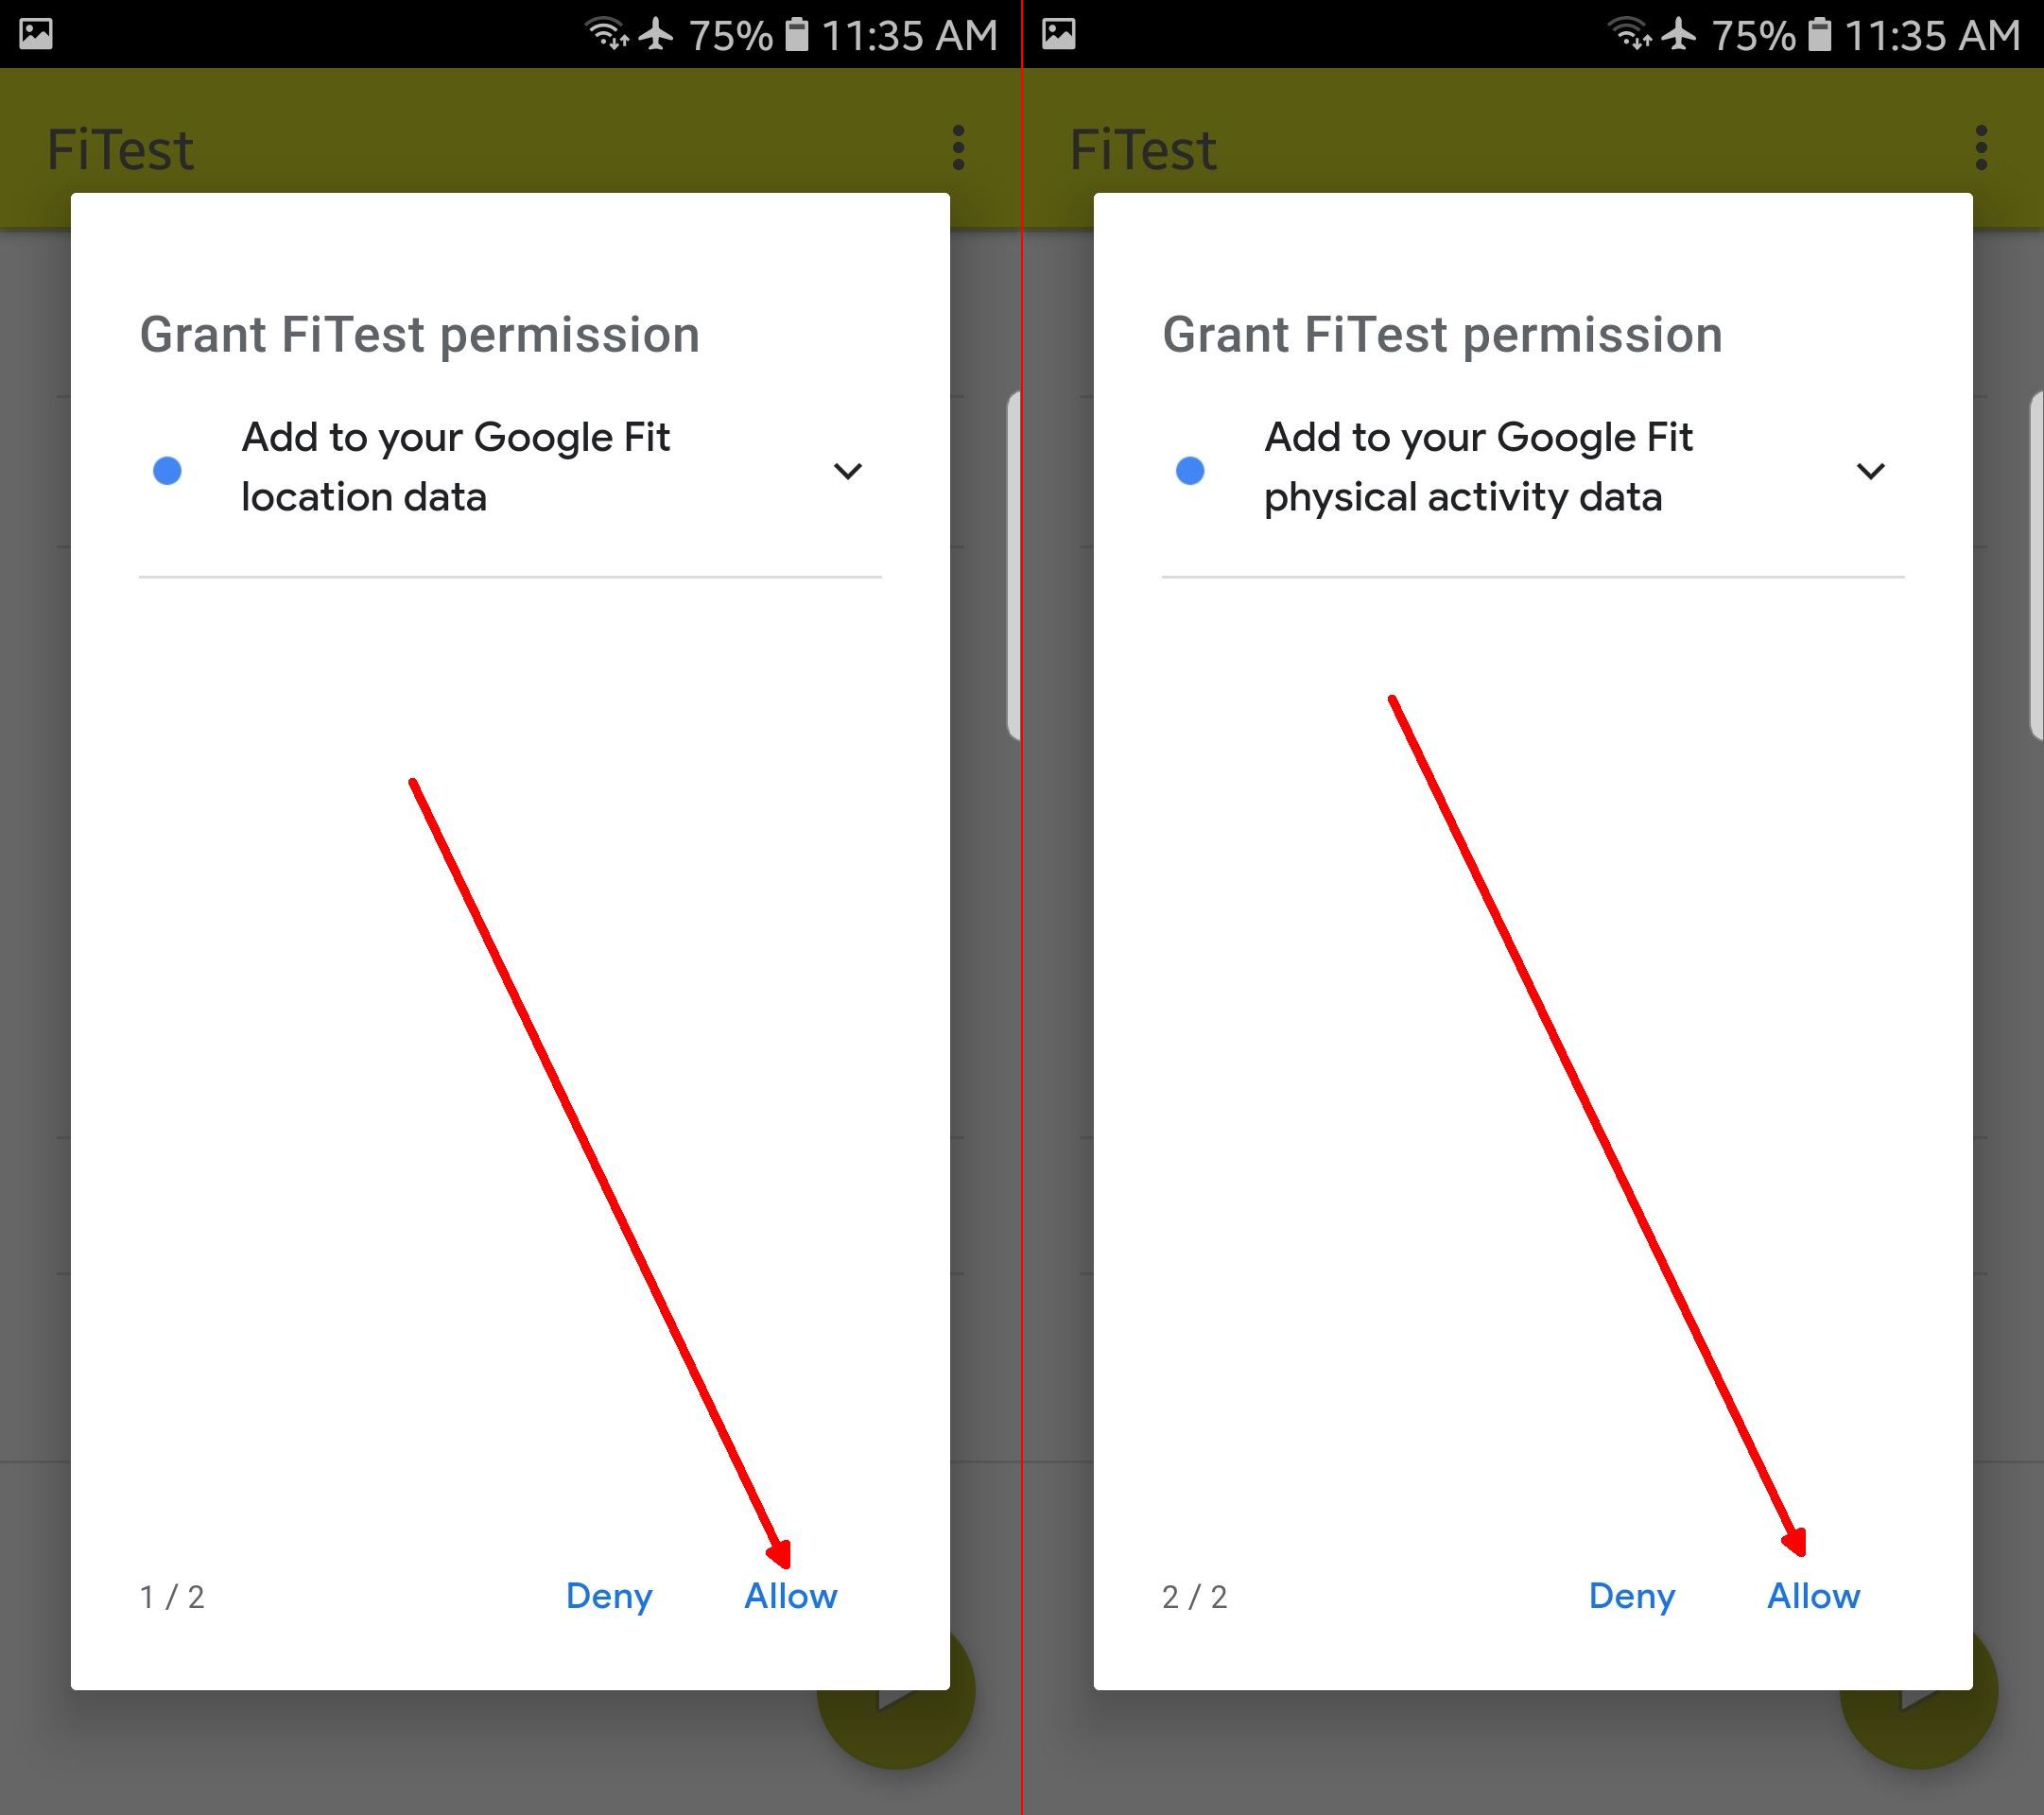 75% 11:35 AM
FiTest
Grant FiTest permission
Add to your Google Fit
location data
1 / 2
Deny
Allow
75% 11:35 AM
FiTest
Grant FiTest permission
Add to your Google Fit
physical activity data
2 / 2
Deny
Allow